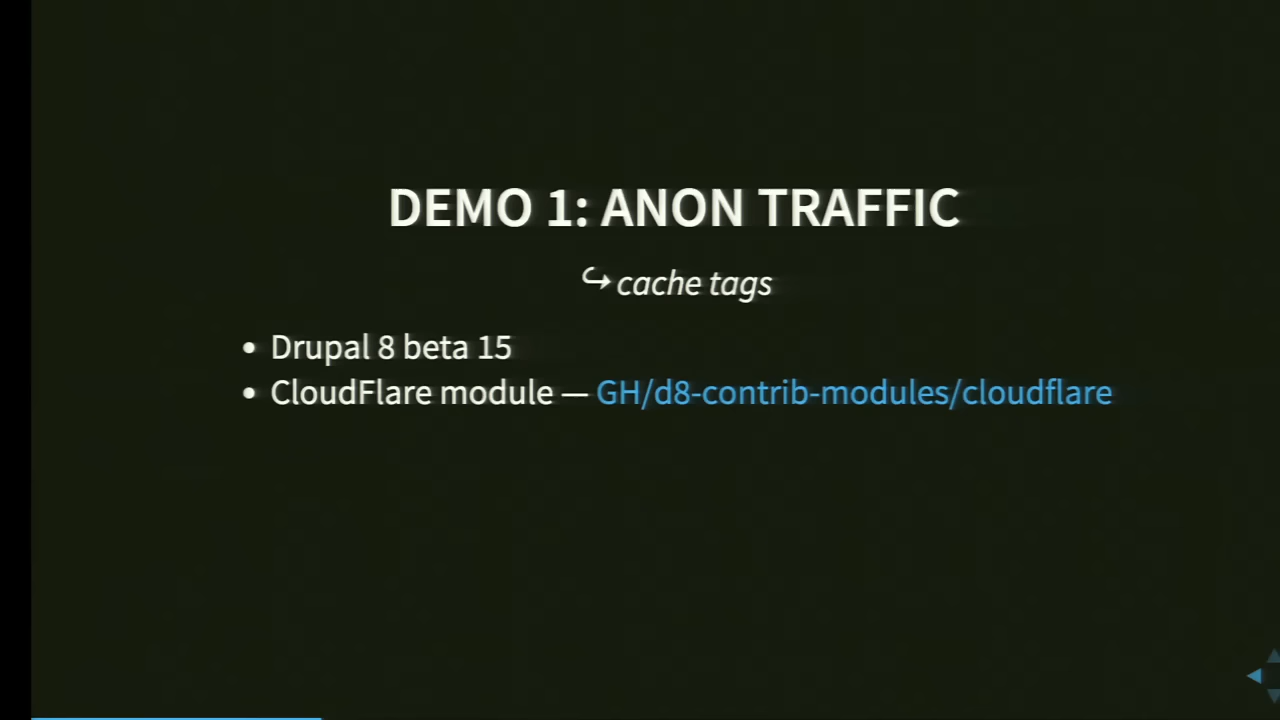 DEMO 1: ANON TRAFFIC
↪ cache tags
• Drupal 8 beta 15
• CloudFlare module — GH/d8-contrib-modules/cloudflare